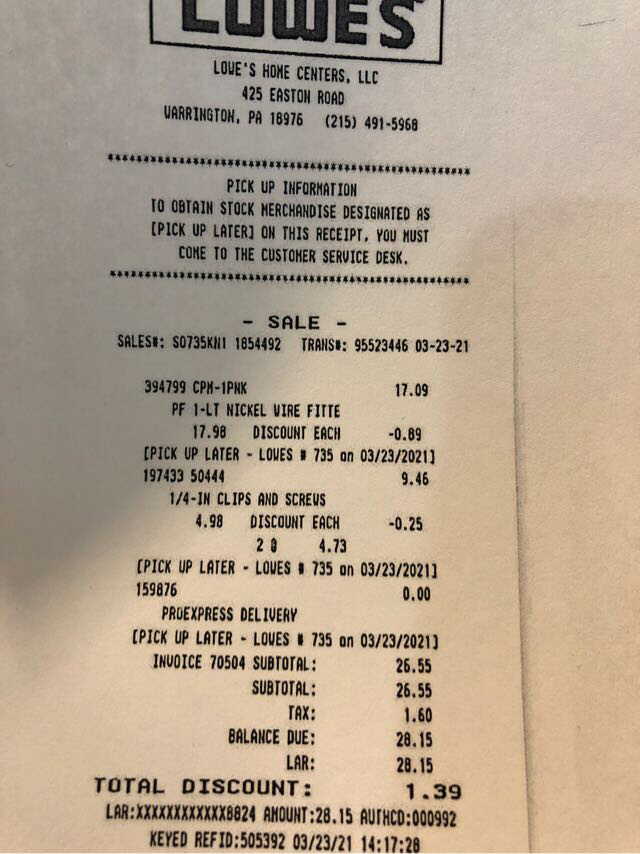 LOWE'S
LOWE'S HOME CENTERS, LLC
425 EASTON ROAD
WARRINGTON, PA 18976 (215) 491-5968
**************************************************
PICK UP INFORMATION
TO OBTAIN STOCK MERCHANDISE DESIGNATED AS
[PICK UP LATER] ON THIS RECEIPT, YOU MUST
COME TO THE CUSTOMER SERVICE DESK.
**************************************************
- SALE -
SALES#: S0735KN1 1854492 TRANS#: 95523446 03-23-21
394799 CPM-1PNK 17.09
PF 1-LT NICKEL WIRE FITTE
17.98 DISCOUNT EACH -0.89
[PICK UP LATER - LOWES # 735 on 03/23/2021]
197433 50444 9.46
1/4-IN CLIPS AND SCREWS
4.98 DISCOUNT EACH -0.25
2 @ 4.73
[PICK UP LATER - LOWES # 735 on 03/23/2021]
159876 0.00
PROEXPRESS DELIVERY
[PICK UP LATER - LOWES # 735 on 03/23/2021]
INVOICE 70504 SUBTOTAL: 26.55
SUBTOTAL: 26.55
TAX: 1.60
BALANCE DUE: 28.15
LAR: 28.15
TOTAL DISCOUNT: 1.39
LAR:XXXXXXXXXXXX8824 AMOUNT:28.15 AUTHCD:000992
KEYED REFID:505392 03/23/21 14:17:28